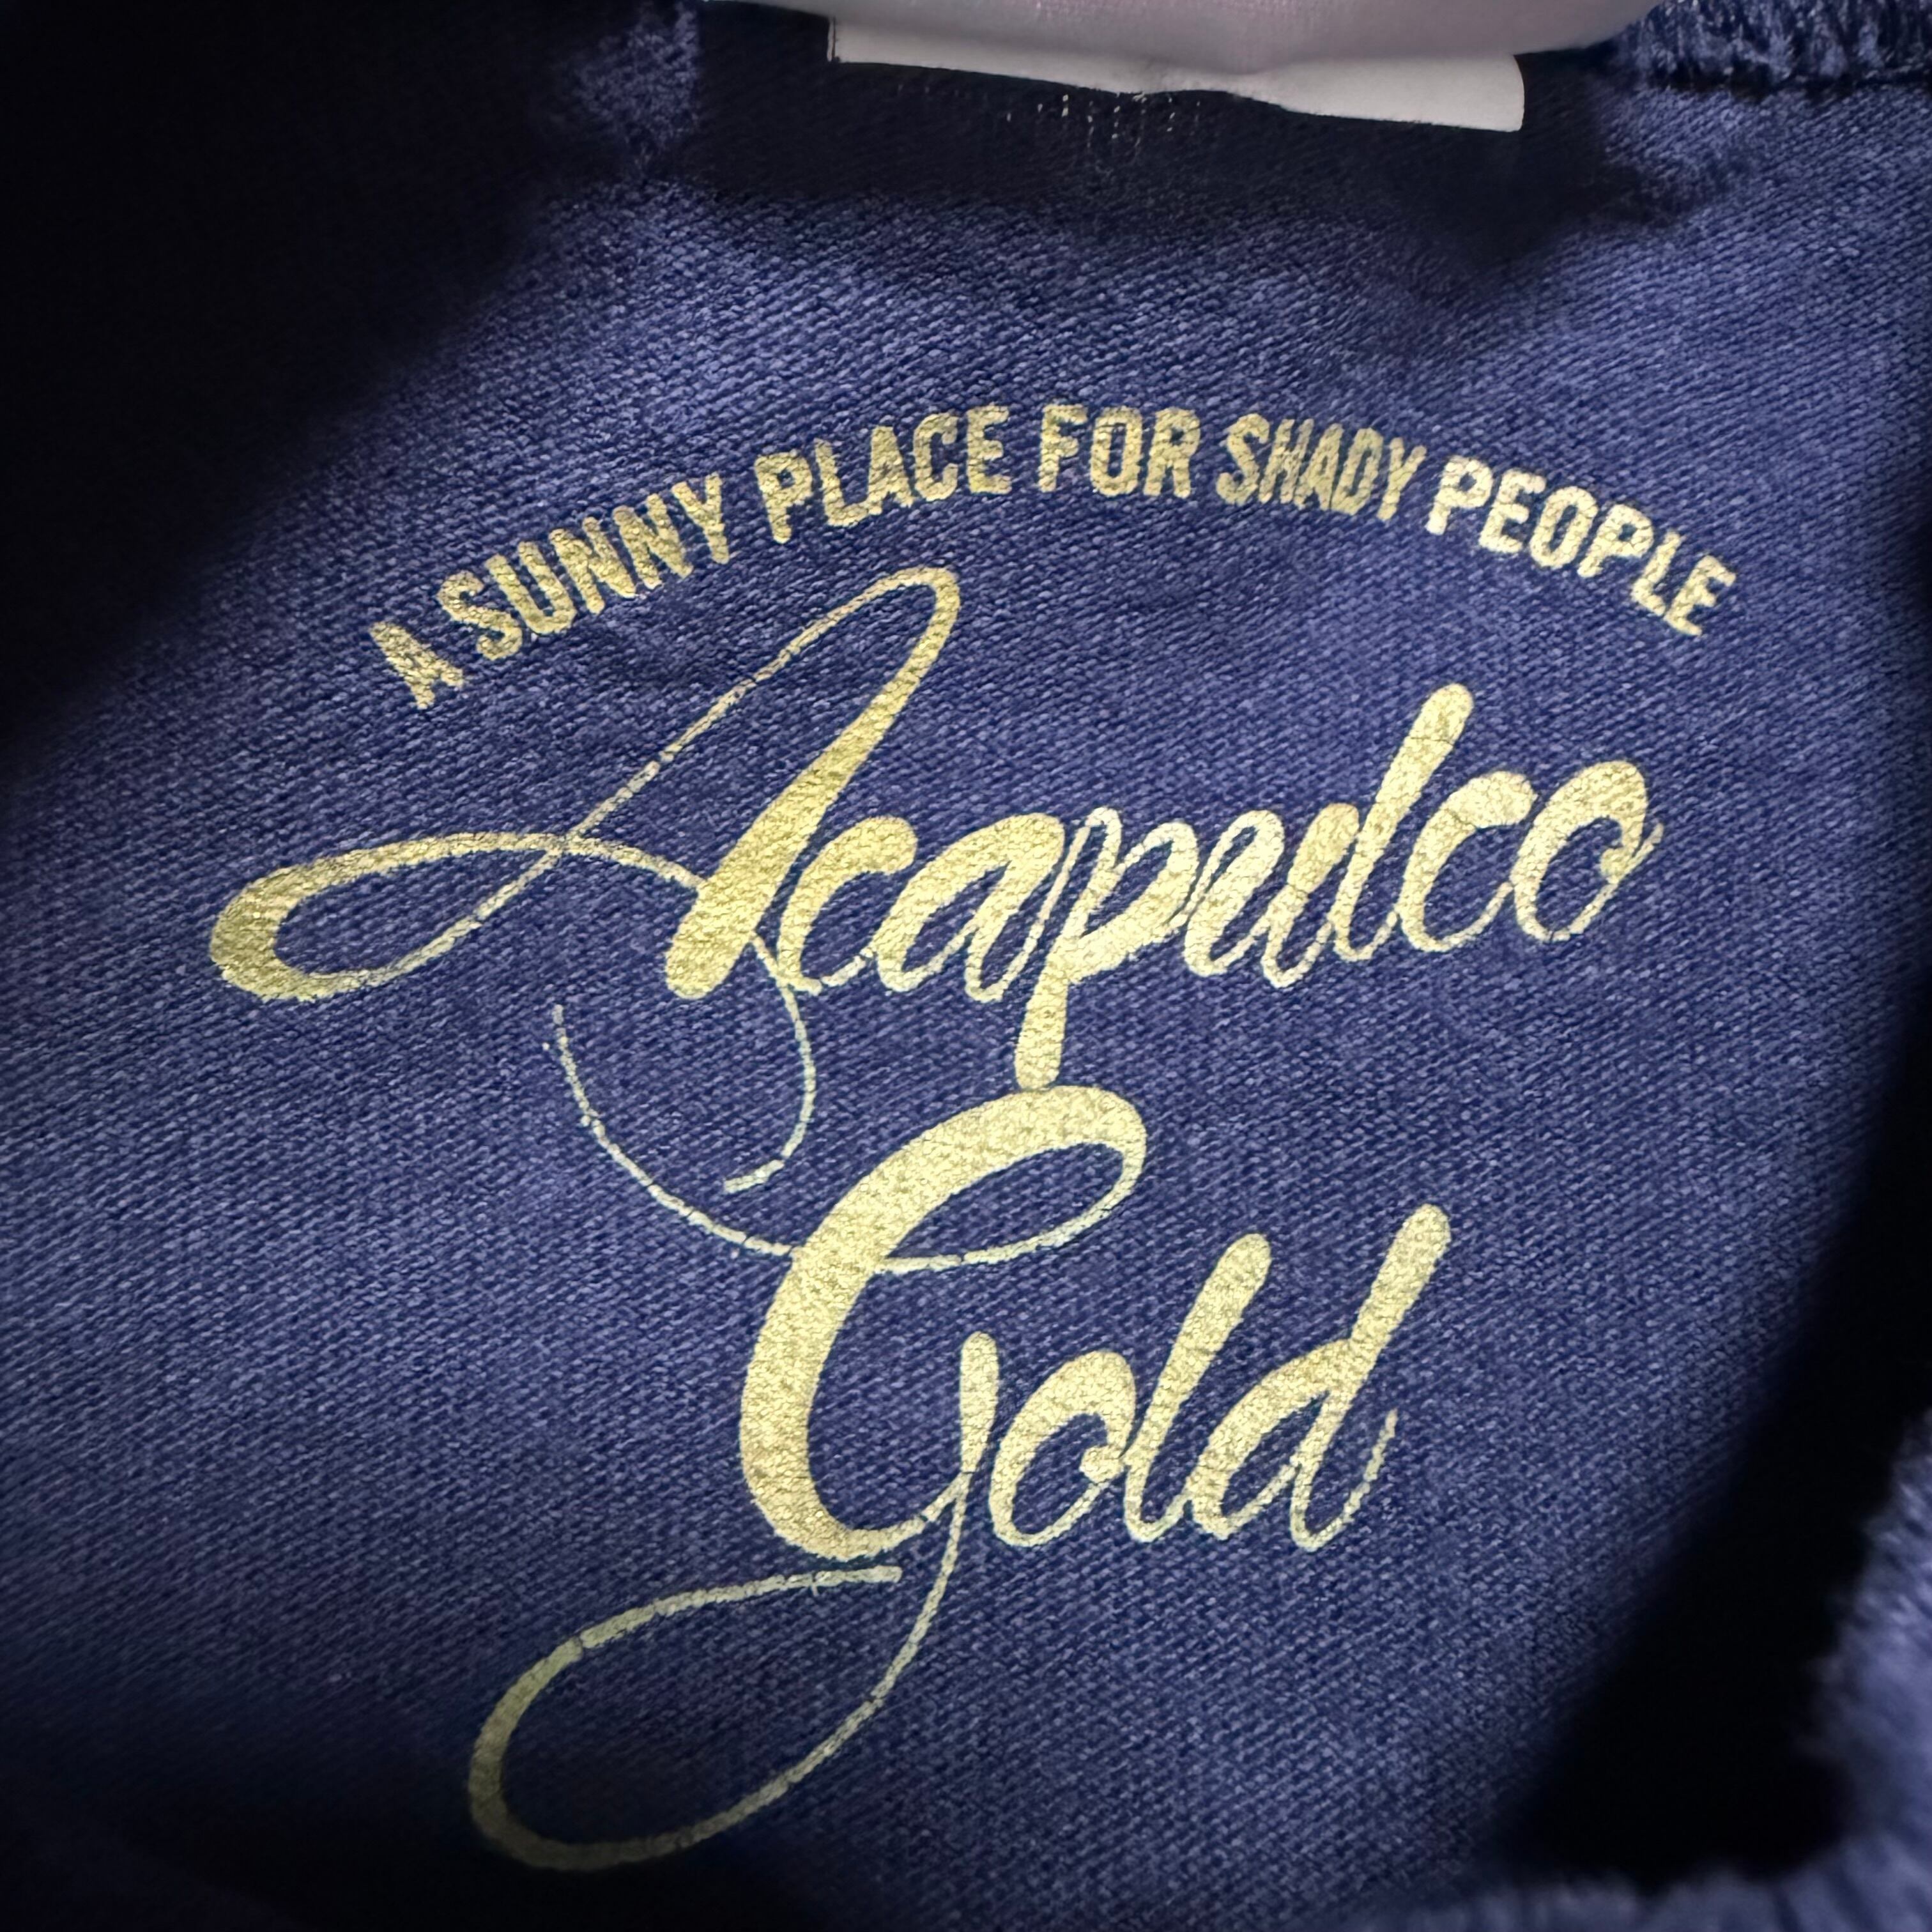 A SUNNY PLACE FOR SHADY PEOPLE
Acapulco
Gold